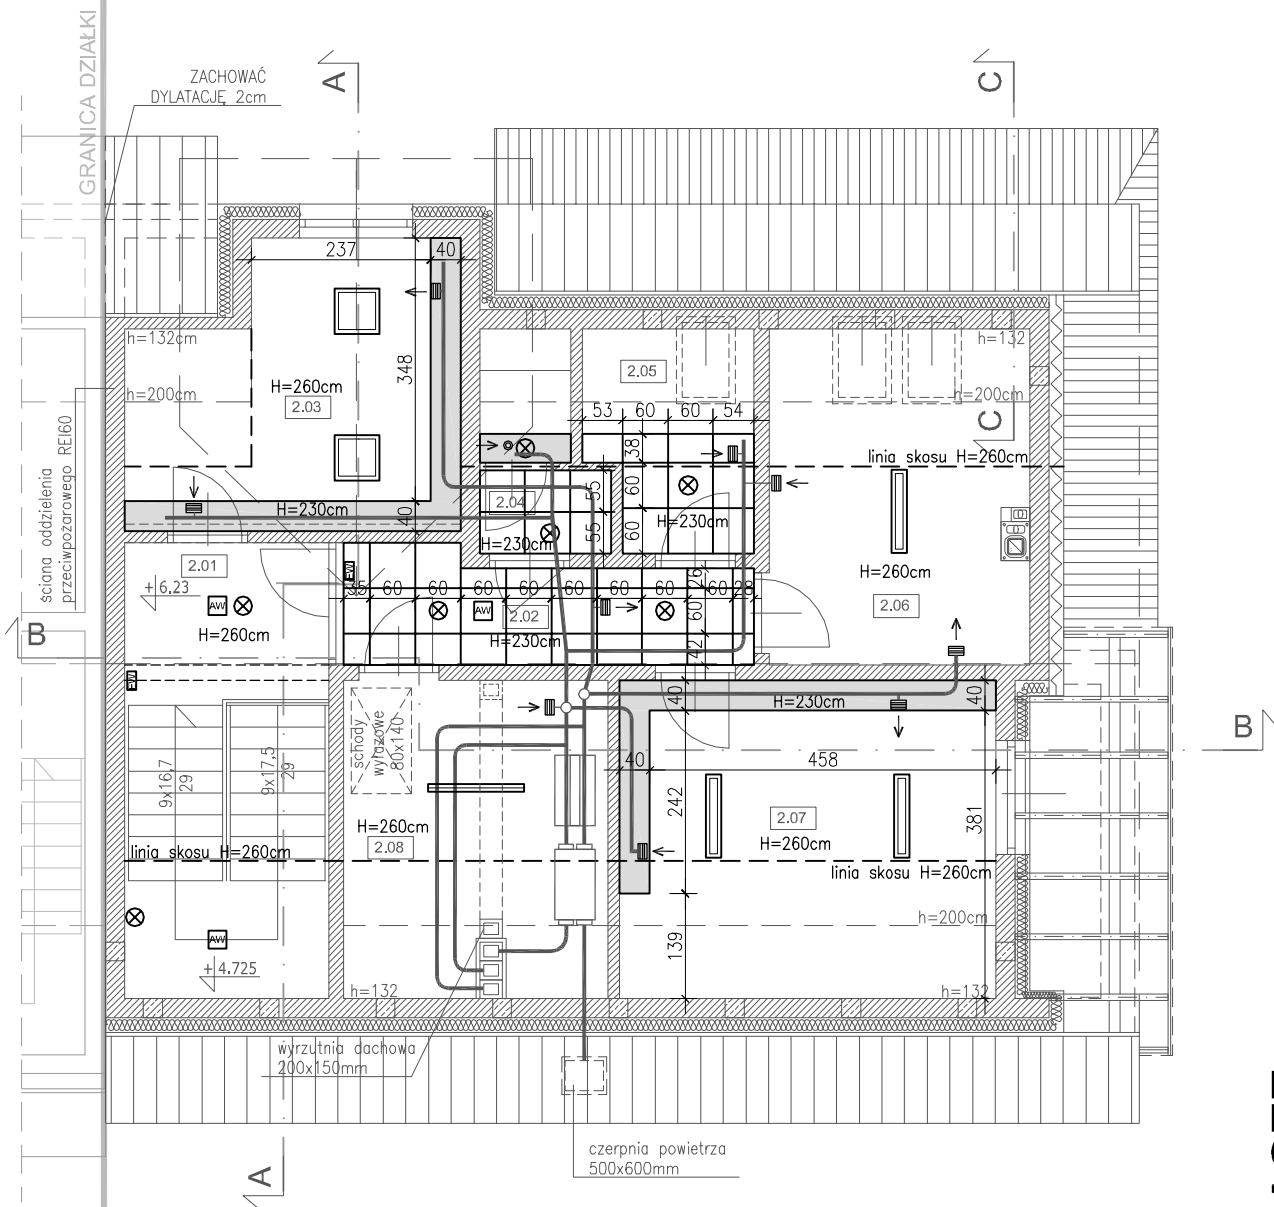 GRANICA DZIAŁKI
ZACHOWAĆ
DYLATACJĘ 2cm
A
C
237
40
h=132cm
h=200cm
348
H=260cm
2.03
H=230cm
40
ściana oddzielenia
przeciwpożarowego REI60
2.05
53
60
60
54
38
60
60
H=230cm
h=132
h=200cm
C
linia skosu H=260cm
H=260cm
2.06
2.04
55
55
H=230cm
2.01
+6,23
AW
H=260cm
EW
35
60
60
60
60
60
60
60
60
28
26
60
42
AW
2.02
H=230cm
B
EW
schody
wyłazowe
80x140
9x16,7
29
9x17,5
29
linia skosu H=260cm
AW
+4.725
H=260cm
2.08
h=132
40
H=230cm
40
40
458
B
242
2.07
H=260cm
381
linia skosu H=260cm
h=200cm
139
h=132
wyrzutnia dachowa
200x150mm
czerpnia powietrza
500x600mm
A